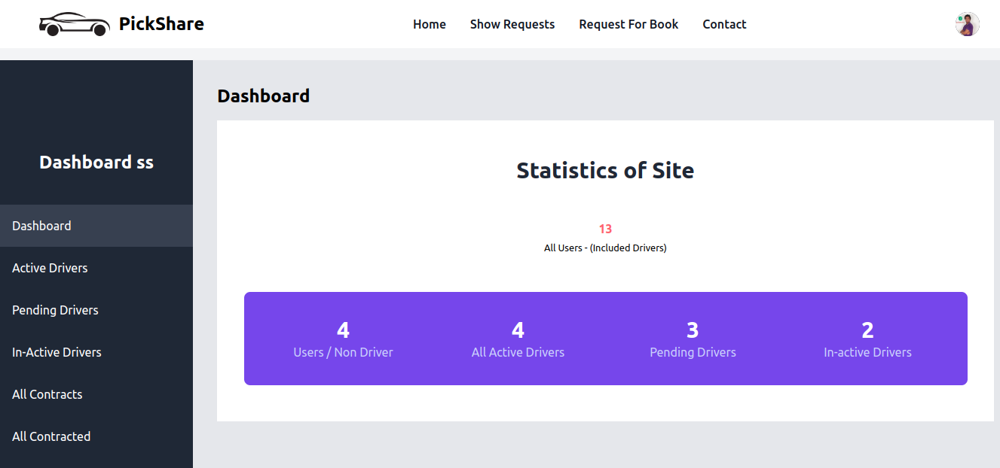 PickShare
Home Show Requests Request For Book Contact
Dashboard ss
Dashboard
Active Drivers
Pending Drivers
In-Active Drivers
All Contracts
All Contracted
Dashboard
Statistics of Site
13
All Users - (Included Drivers)
4 4 3 2
Users / Non Driver All Active Drivers Pending Drivers In-active Drivers